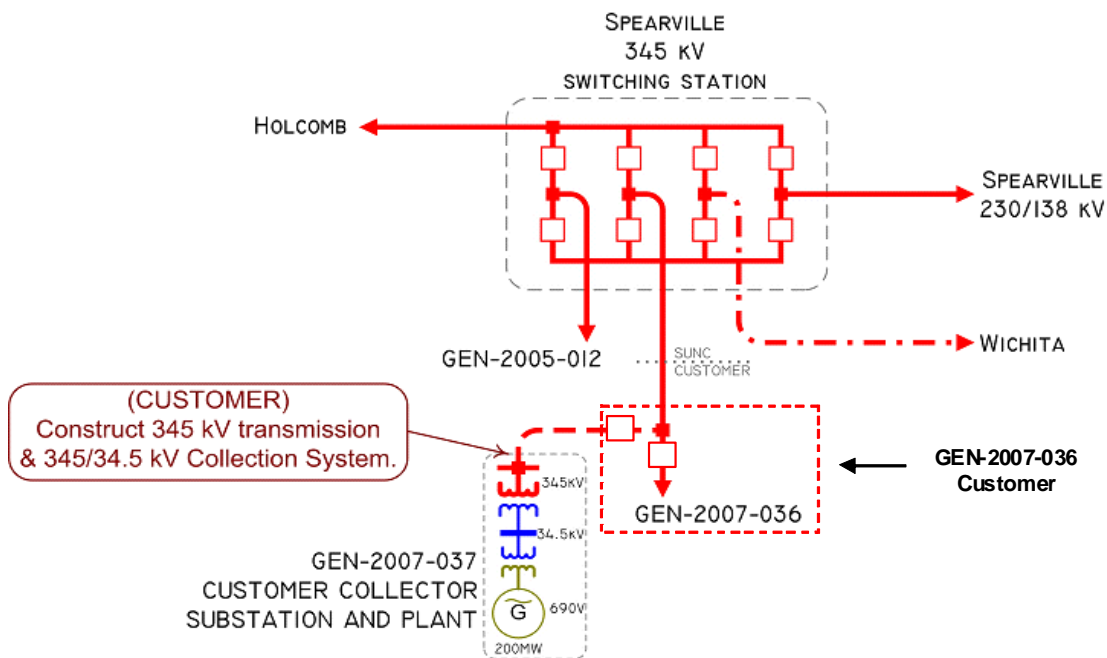 SPEARVILLE
345 KV
SWITCHING STATION
HOLCOMB
SPEARVILLE
230/138 KV
GEN-2005-012
SUNC
CUSTOMER
WICHITA
(CUSTOMER)
Construct 345 kV transmission
& 345/34.5 kV Collection System.
GEN-2007-036
Customer
345KV
GEN-2007-036
34.5KV
GEN-2007-037
CUSTOMER COLLECTOR
SUBSTATION AND PLANT
G
690V
200MW